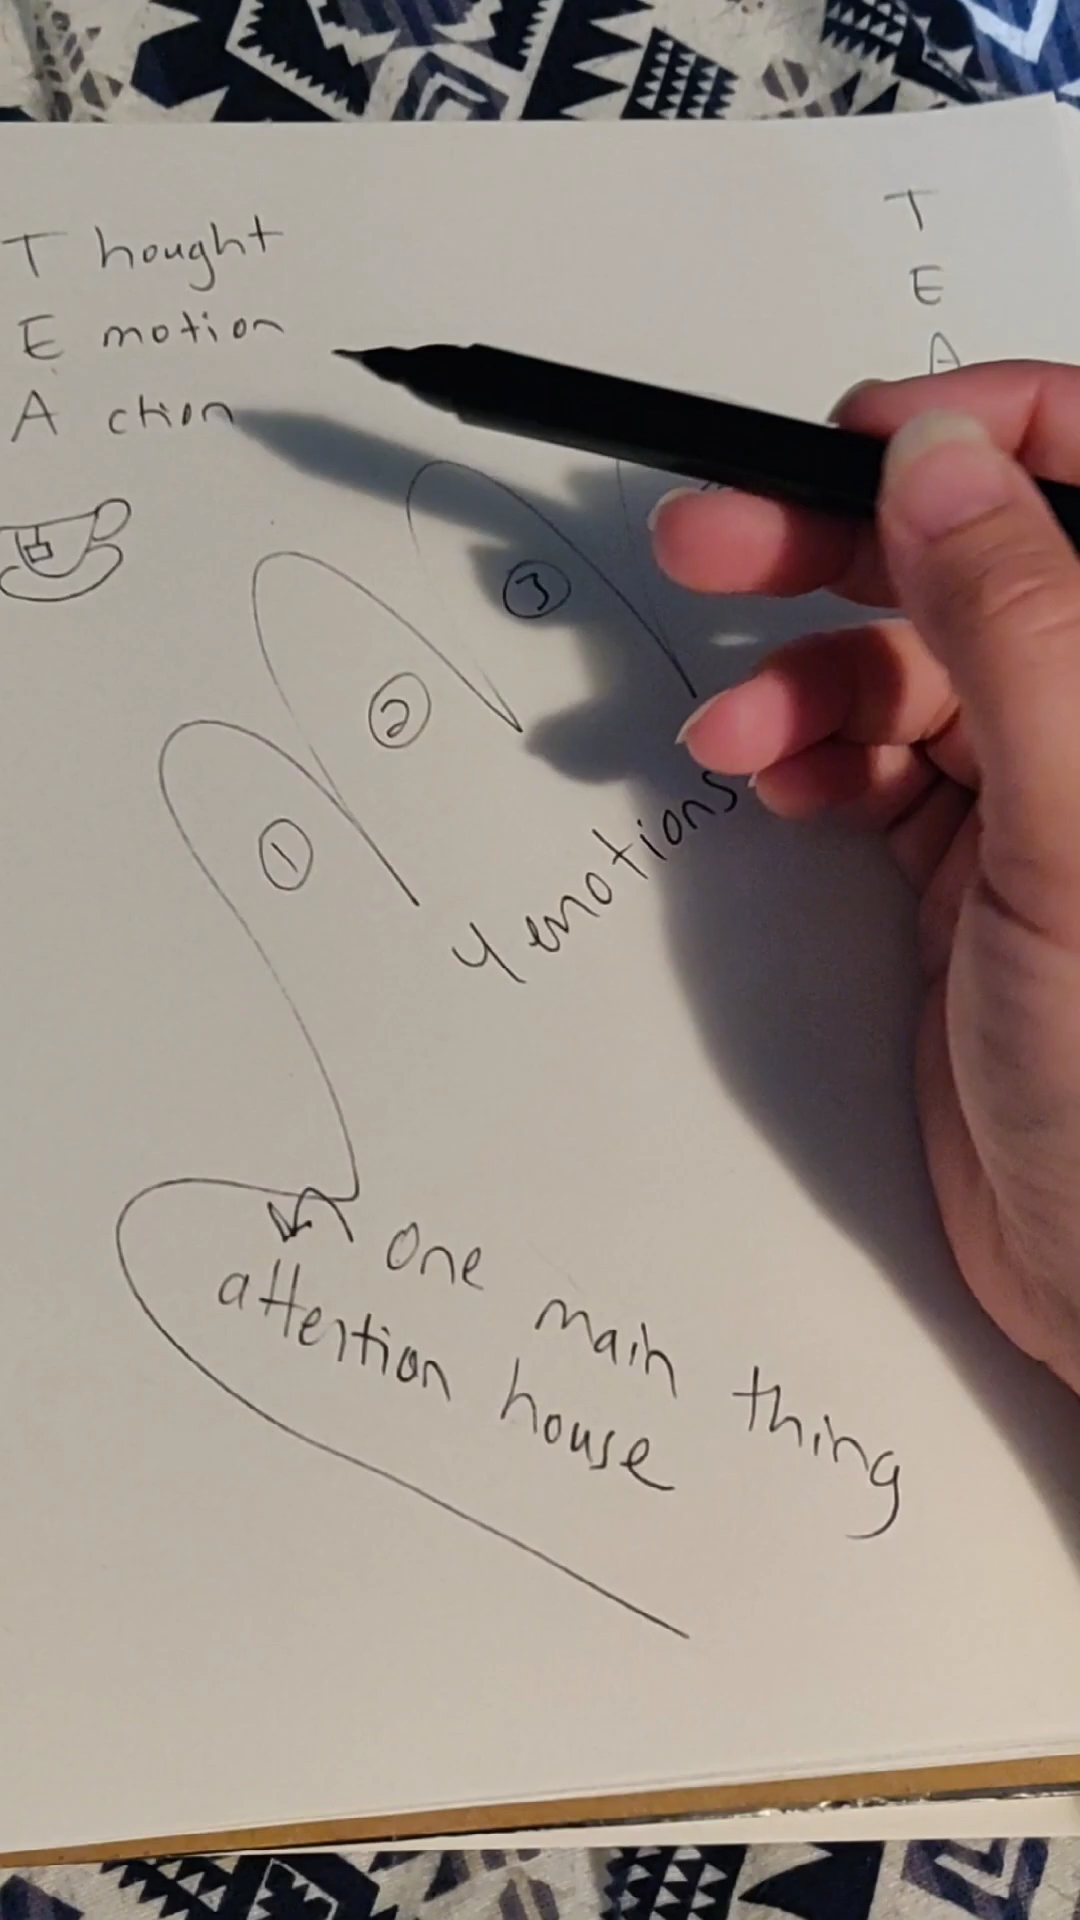 Thought
Emotion
Action
T
E
A
3
2
1
4 emotions
One main thing
attention house